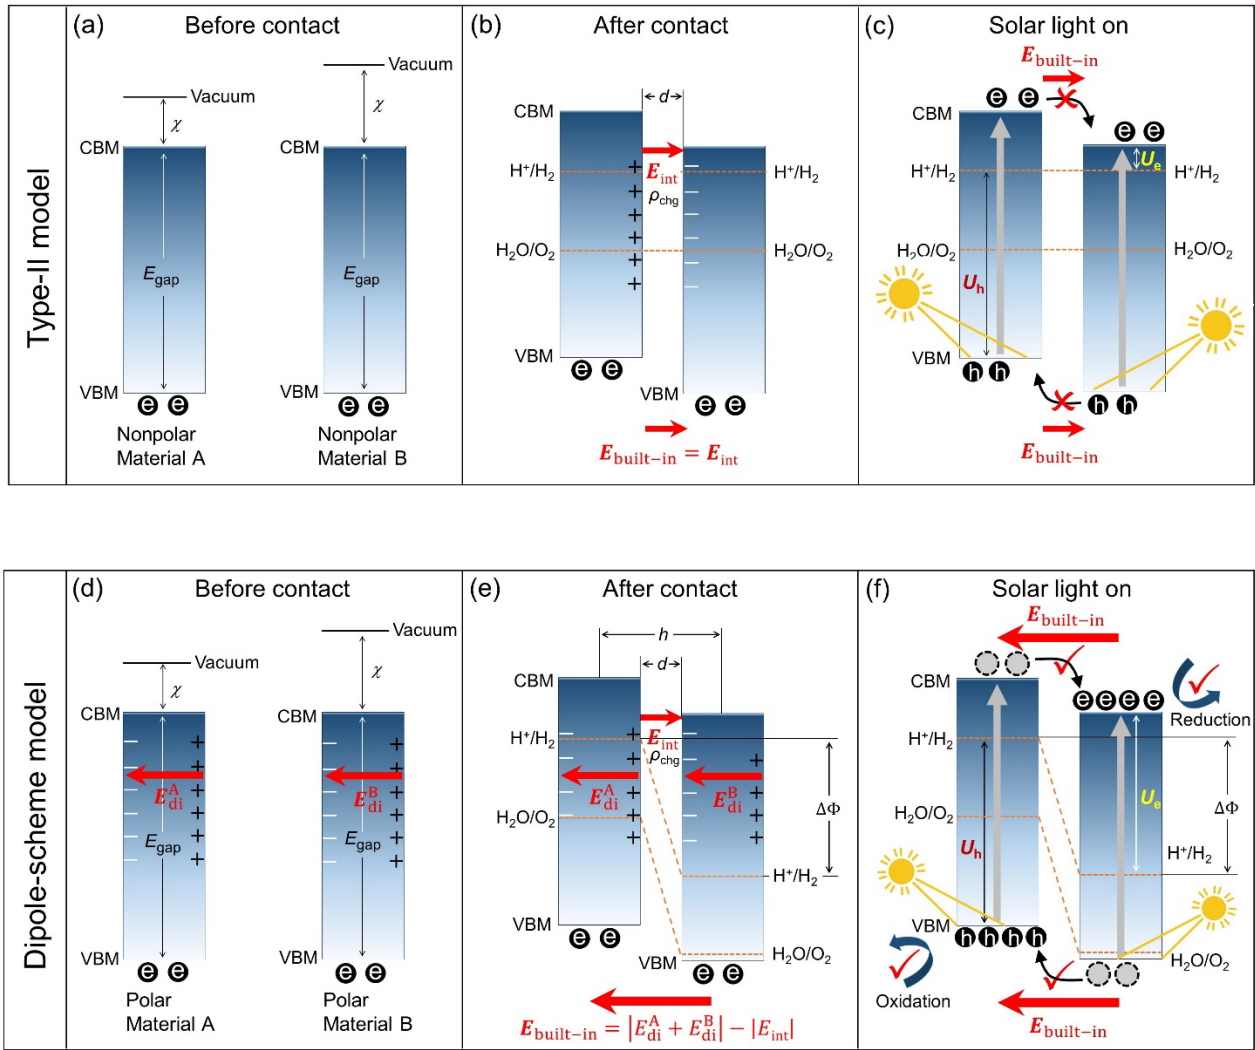 Type-II model
(a)
Before contact
Vacuum
Vacuum
χ
χ
CBM
CBM
E_gap
E_gap
VBM
VBM
e e
e e
Nonpolar
Material A
Nonpolar
Material B
(b)
After contact
d
CBM
E_int
ρ_chg
H⁺/H₂
H⁺/H₂
+ + + + + +
− − − − − −
H₂O/O₂
H₂O/O₂
VBM
e e
VBM
e e
E_built−in = E_int
(c)
Solar light on
E_built−in
e e
CBM
e e
U_e
H⁺/H₂
H⁺/H₂
H₂O/O₂
H₂O/O₂
U_h
VBM
h h
h h
E_built−in
Dipole-scheme model
(d)
Before contact
Vacuum
Vacuum
χ
χ
CBM
CBM
− − − − − −
+ + + + + +
− − − − − −
+ + + + + +
E_di^A
E_di^B
E_gap
E_gap
VBM
VBM
e e
e e
Polar
Material A
Polar
Material B
(e)
After contact
h
d
CBM
E_int
ρ_chg
H⁺/H₂
E_di^A
E_di^B
− − − − −
+ + + + +
− − − − −
+ + + + +
H₂O/O₂
ΔΦ
H⁺/H₂
VBM
e e
H₂O/O₂
VBM
e e
E_built−in = |E_di^A + E_di^B| − |E_int|
(f)
Solar light on
E_built−in
CBM
e e e e
Reduction
H⁺/H₂
U_e
ΔΦ
H₂O/O₂
U_h
H⁺/H₂
VBM
h h h h
H₂O/O₂
Oxidation
E_built−in